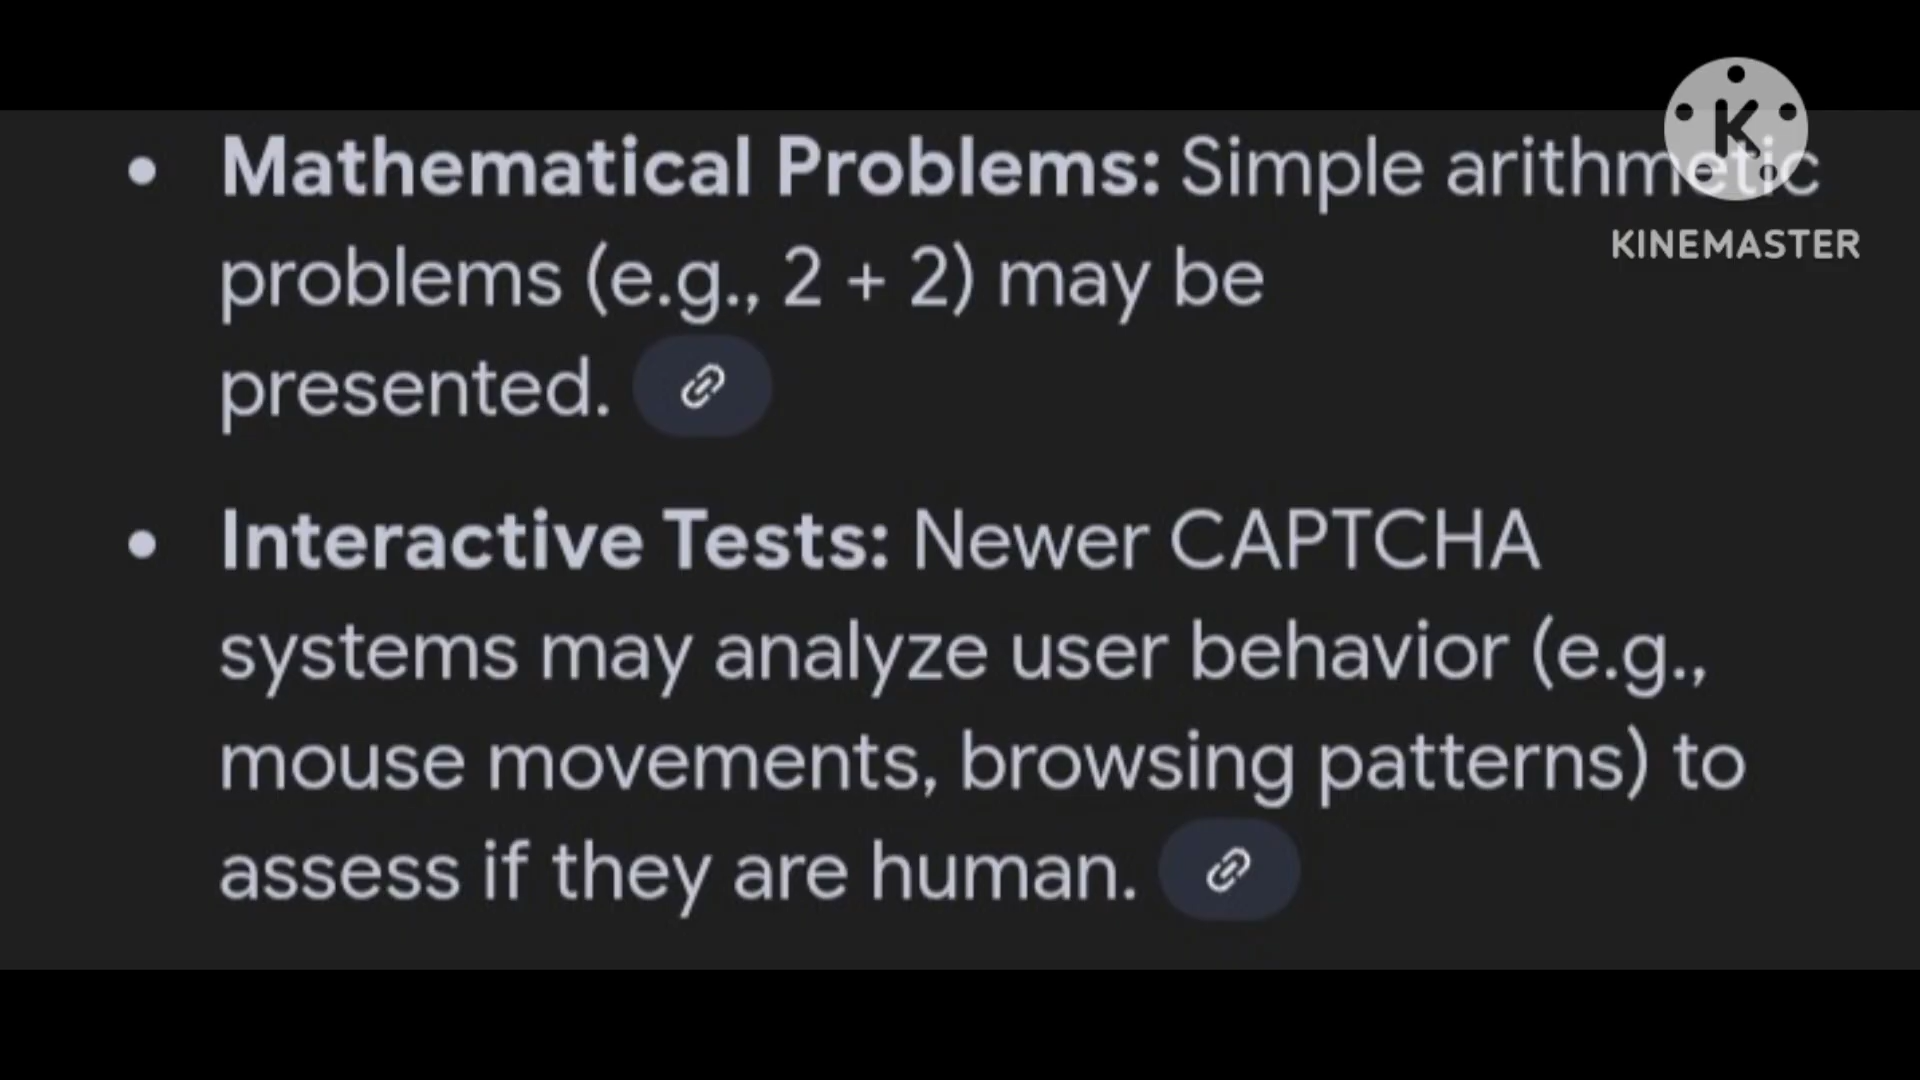 • Mathematical Problems: Simple arithmetic
problems (e.g., 2 + 2) may be
presented.
• Interactive Tests: Newer CAPTCHA
systems may analyze user behavior (e.g.,
mouse movements, browsing patterns) to
assess if they are human.
K
KINEMASTER